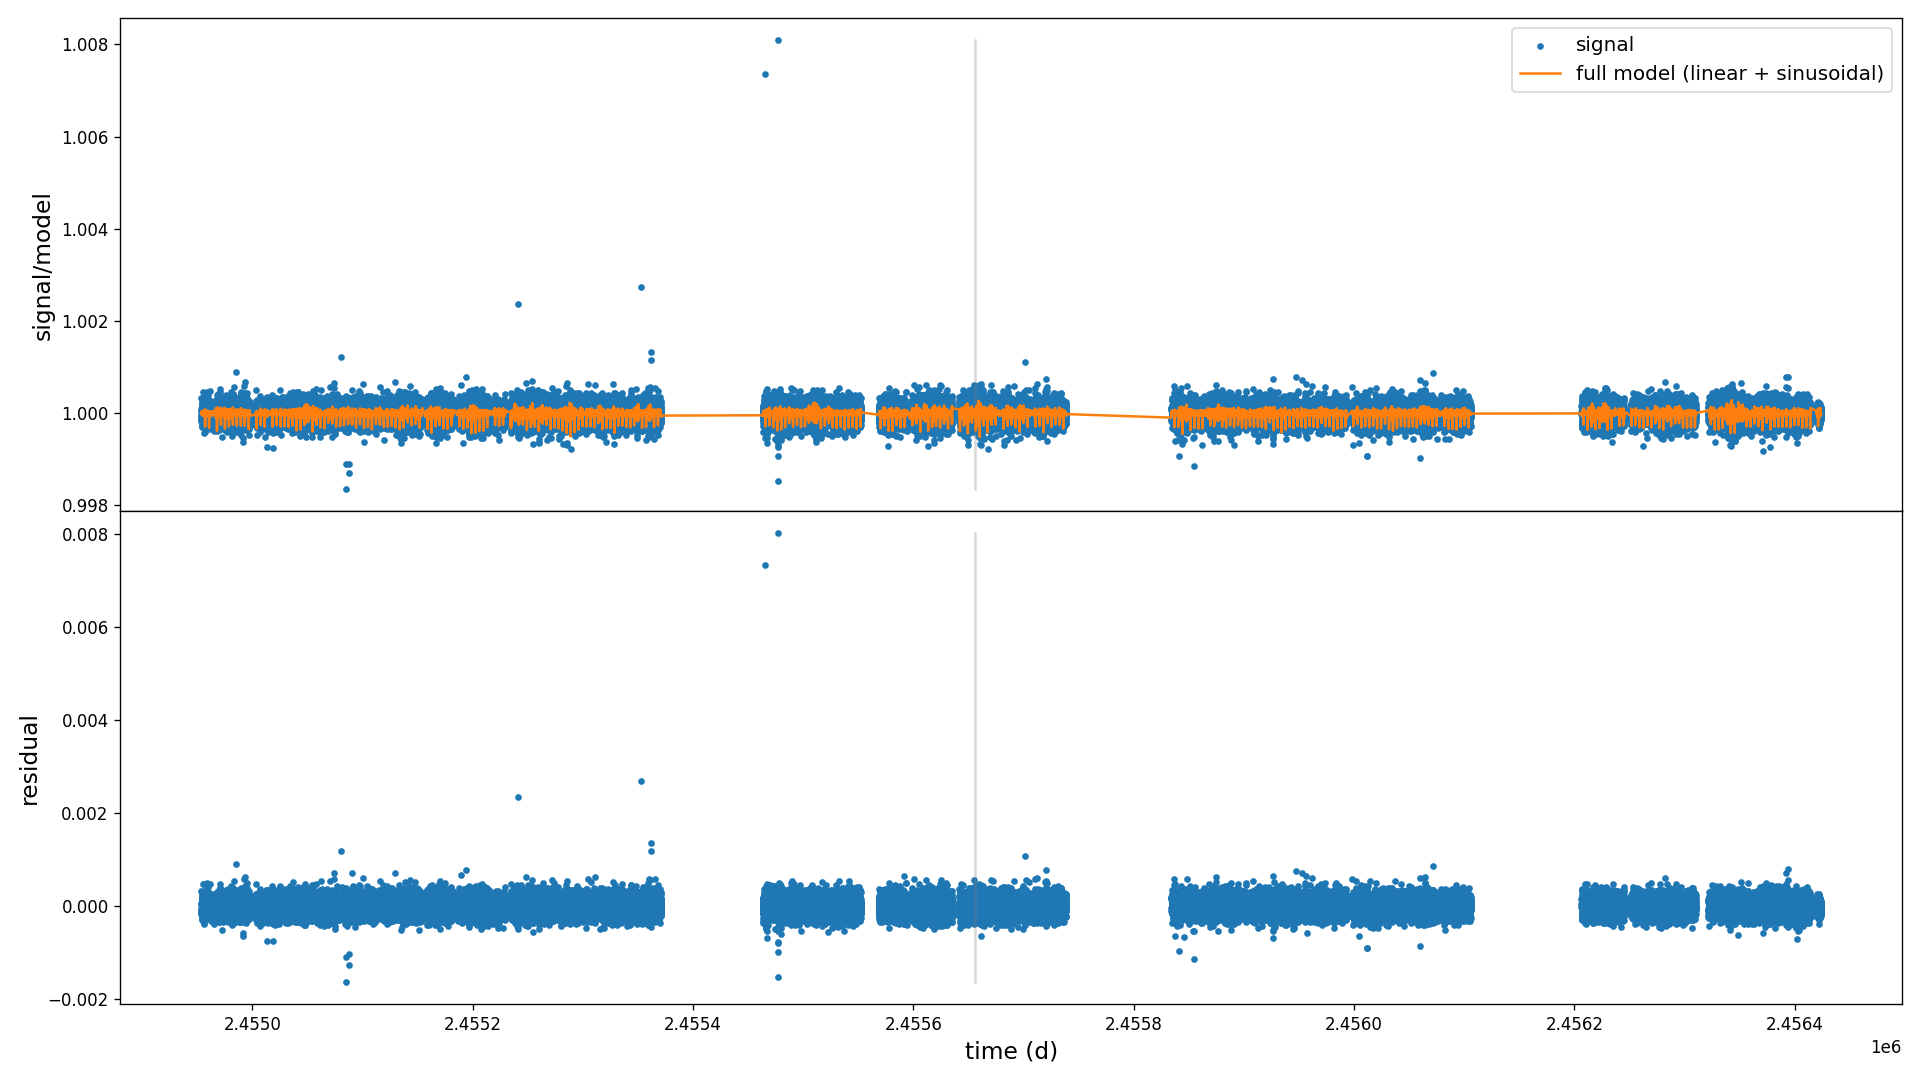 signal/model
1.008
1.006
1.004
1.002
1.000
0.998
signal
full model (linear + sinusoidal)
residual
0.008
0.006
0.004
0.002
0.000
−0.002
2.4550 2.4552 2.4554 2.4556 2.4558 2.4560 2.4562 2.4564
1e6
time (d)